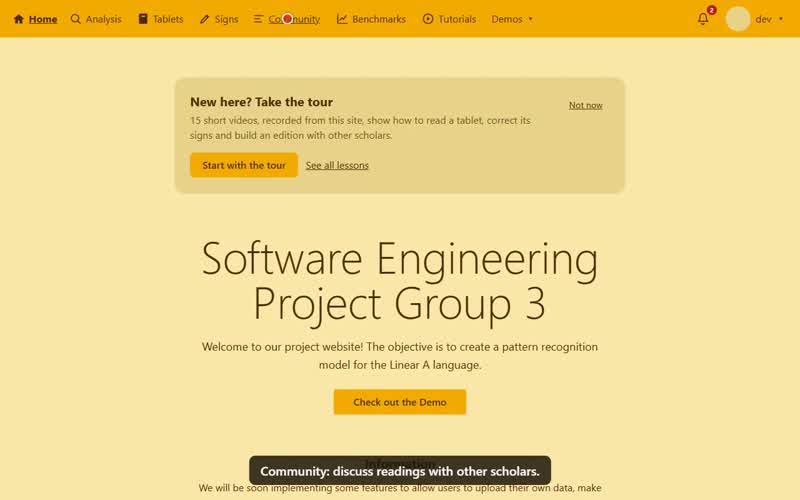 Home Analysis Tablets Signs Community Benchmarks Tutorials Demos 2 dev
New here? Take the tour
Not now
15 short videos, recorded from this site, show how to read a tablet, correct its
signs and build an edition with other scholars.
Start with the tour See all lessons
Software Engineering
Project Group 3
Welcome to our project website! The objective is to create a pattern recognition
model for the Linear A language.
Check out the Demo
Community: discuss readings with other scholars.
We will be soon implementing some features to allow users to upload their own data, make